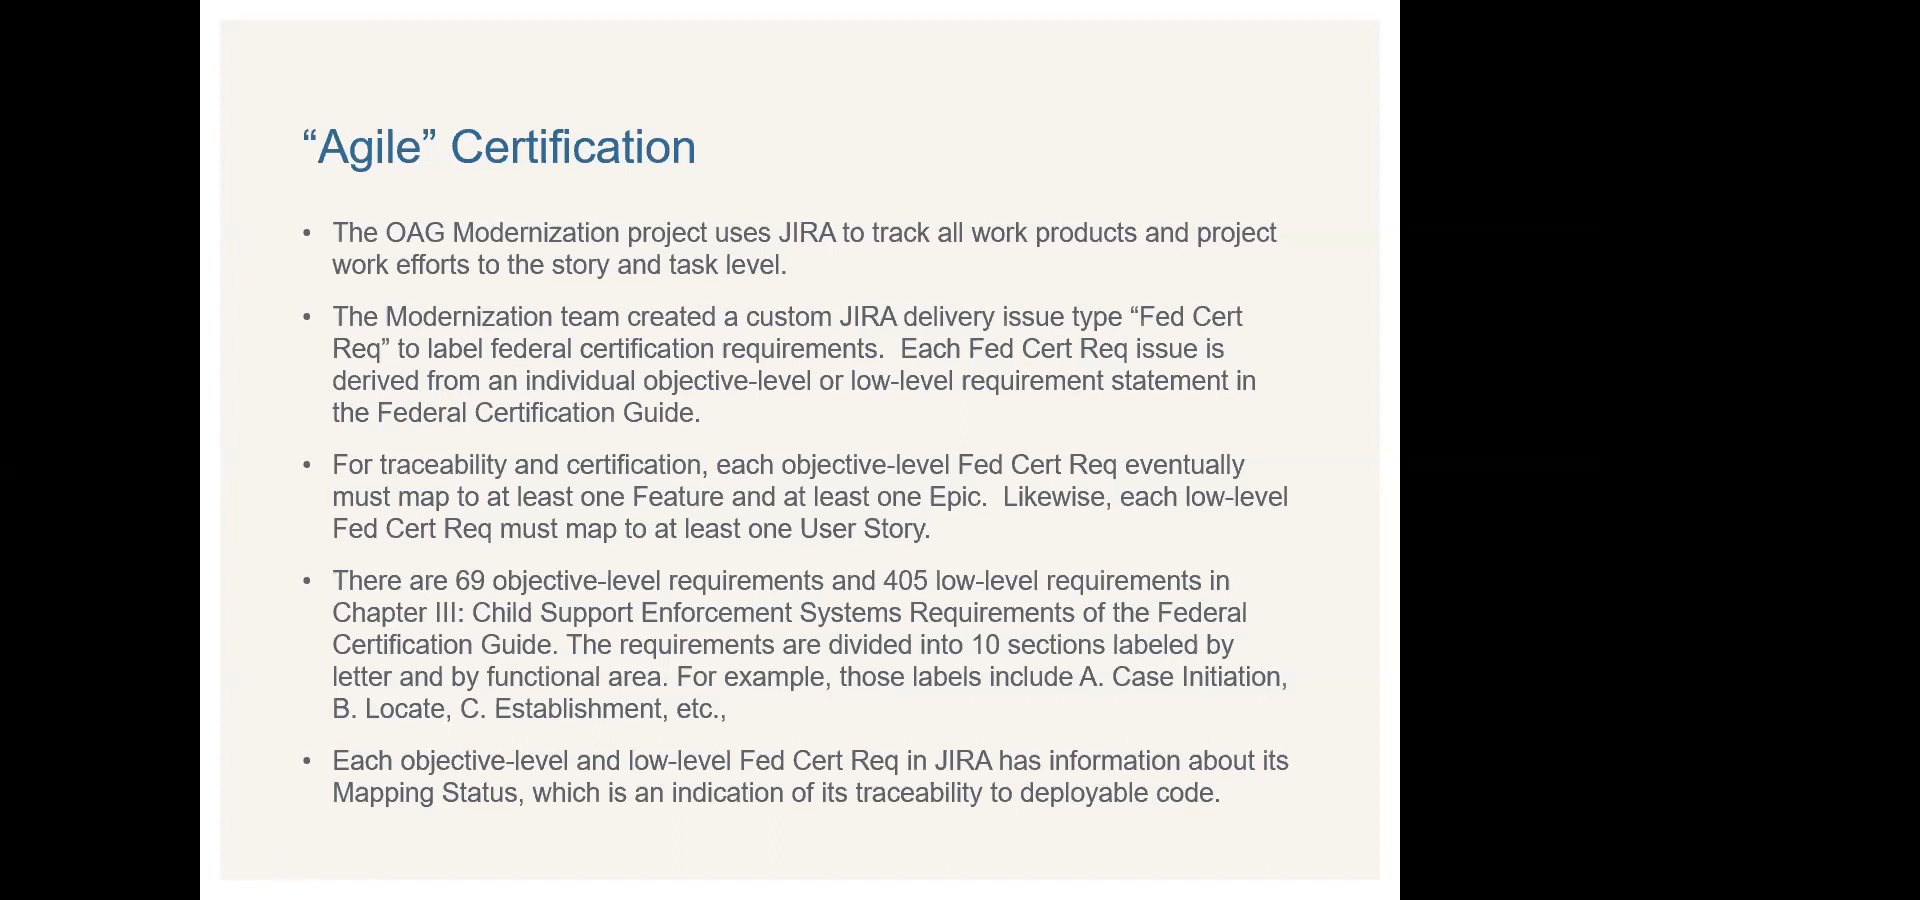 “Agile” Certification
• The OAG Modernization project uses JIRA to track all work products and project
work efforts to the story and task level.
• The Modernization team created a custom JIRA delivery issue type “Fed Cert
Req” to label federal certification requirements.  Each Fed Cert Req issue is
derived from an individual objective-level or low-level requirement statement in
the Federal Certification Guide.
• For traceability and certification, each objective-level Fed Cert Req eventually
must map to at least one Feature and at least one Epic.  Likewise, each low-level
Fed Cert Req must map to at least one User Story.
• There are 69 objective-level requirements and 405 low-level requirements in
Chapter III: Child Support Enforcement Systems Requirements of the Federal
Certification Guide. The requirements are divided into 10 sections labeled by
letter and by functional area. For example, those labels include A. Case Initiation,
B. Locate, C. Establishment, etc.,
• Each objective-level and low-level Fed Cert Req in JIRA has information about its
Mapping Status, which is an indication of its traceability to deployable code.